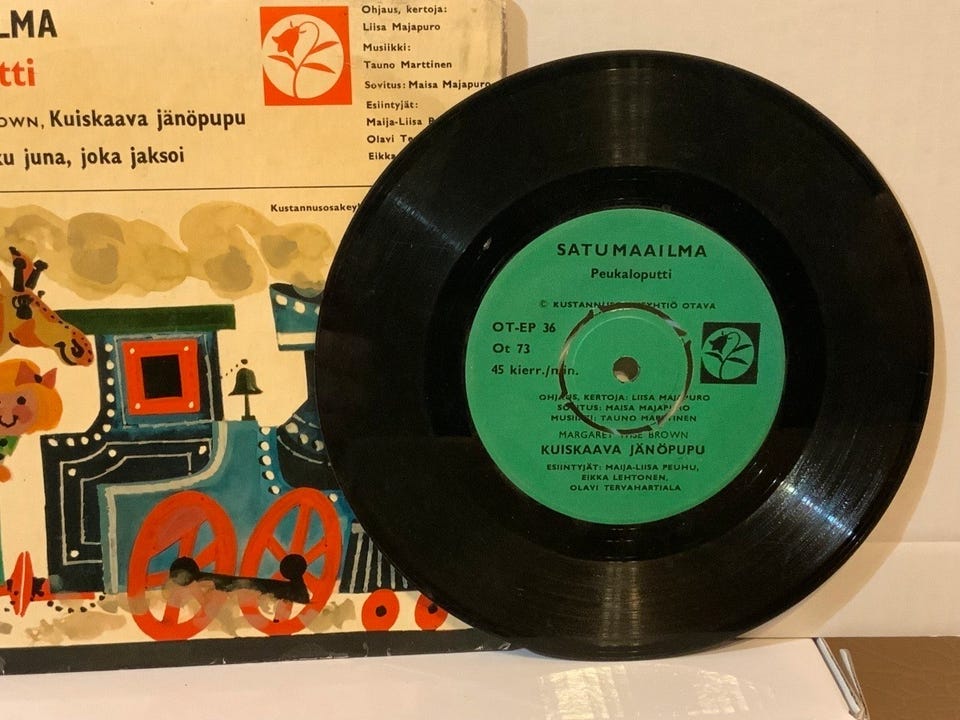 LMA
tti
OWN, Kuiskaava jänöpupu
ku juna, joka jaksoi
Ohjaus, kertoja:
Liisa Majapuro
Musiikki:
Tauno Marttinen
Sovitus: Maisa Majapuro
Esiintyjät:
Maija-Liisa
Olavi
Eikka
SATUMAAILMA
Peukaloputti
© KUSTANNUSOSAKEYHTIÖ OTAVA
OT-EP 36
Ot 73
45 kierr./min.
OHJAUS, KERTOJA: LIISA MAJAPURO
SOVITUS: MAISA MAJAPURO
MUSIIKKI: TAUNO MARTTINEN
MARGARET WISE BROWN
KUISKAAVA JÄNÖPUPU
ESIINTYJÄT: MAIJA-LIISA PEUHU,
EIKKA LEHTONEN,
OLAVI TERVAHARTIALA